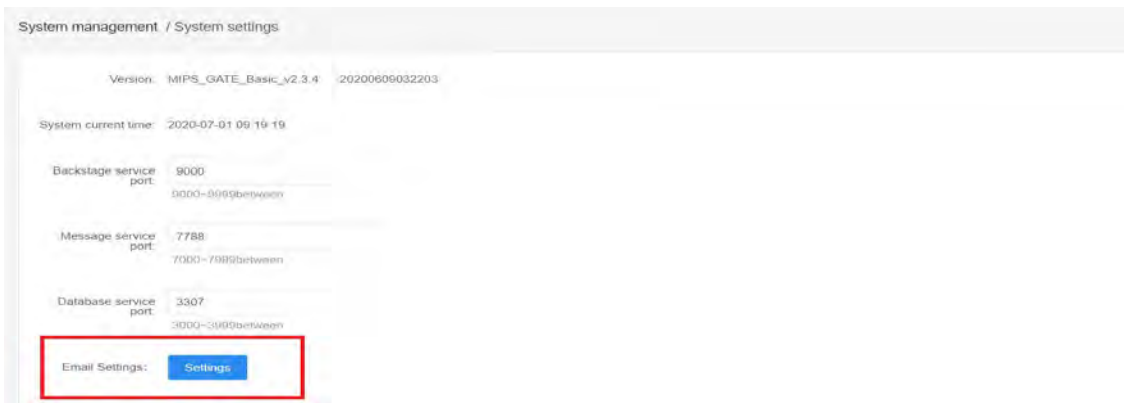 System management / System settings
Version: MIPS_GATE_Basic_v2.3.4 20200609032203
System current time: 2020-07-01 09:19:19
Backstage service port: 9000
9000~9999between
Message service port: 7788
7000~7999between
Database service port: 3307
3000~3999between
Email Settings: Settings